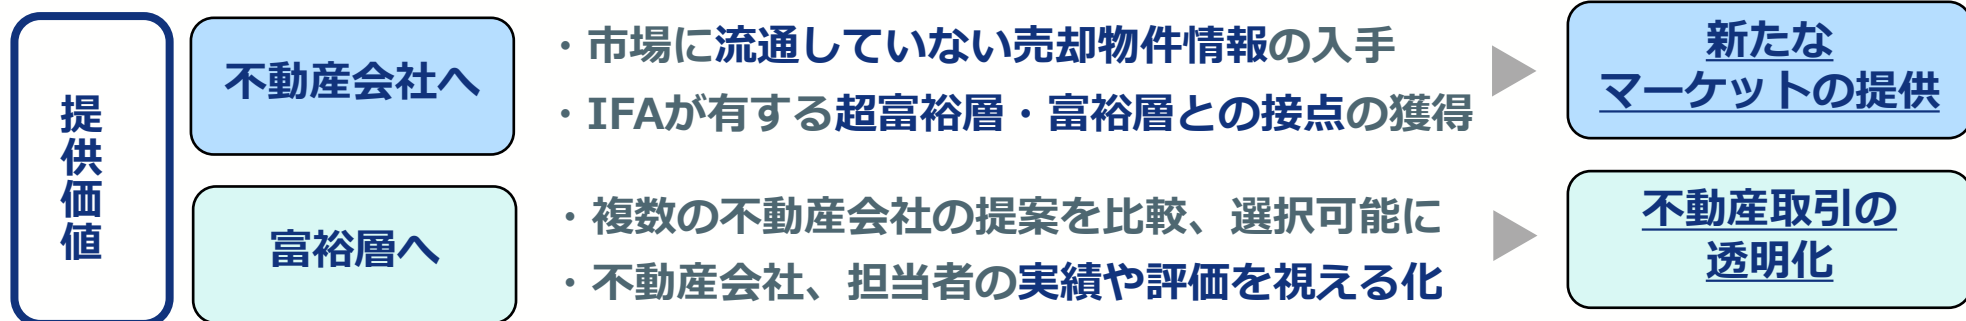 提供価値
不動産会社へ
・市場に流通していない売却物件情報の入手
・IFAが有する超富裕層・富裕層との接点の獲得
新たな
マーケットの提供
富裕層へ
・複数の不動産会社の提案を比較、選択可能に
・不動産会社、担当者の実績や評価を視える化
不動産取引の
透明化